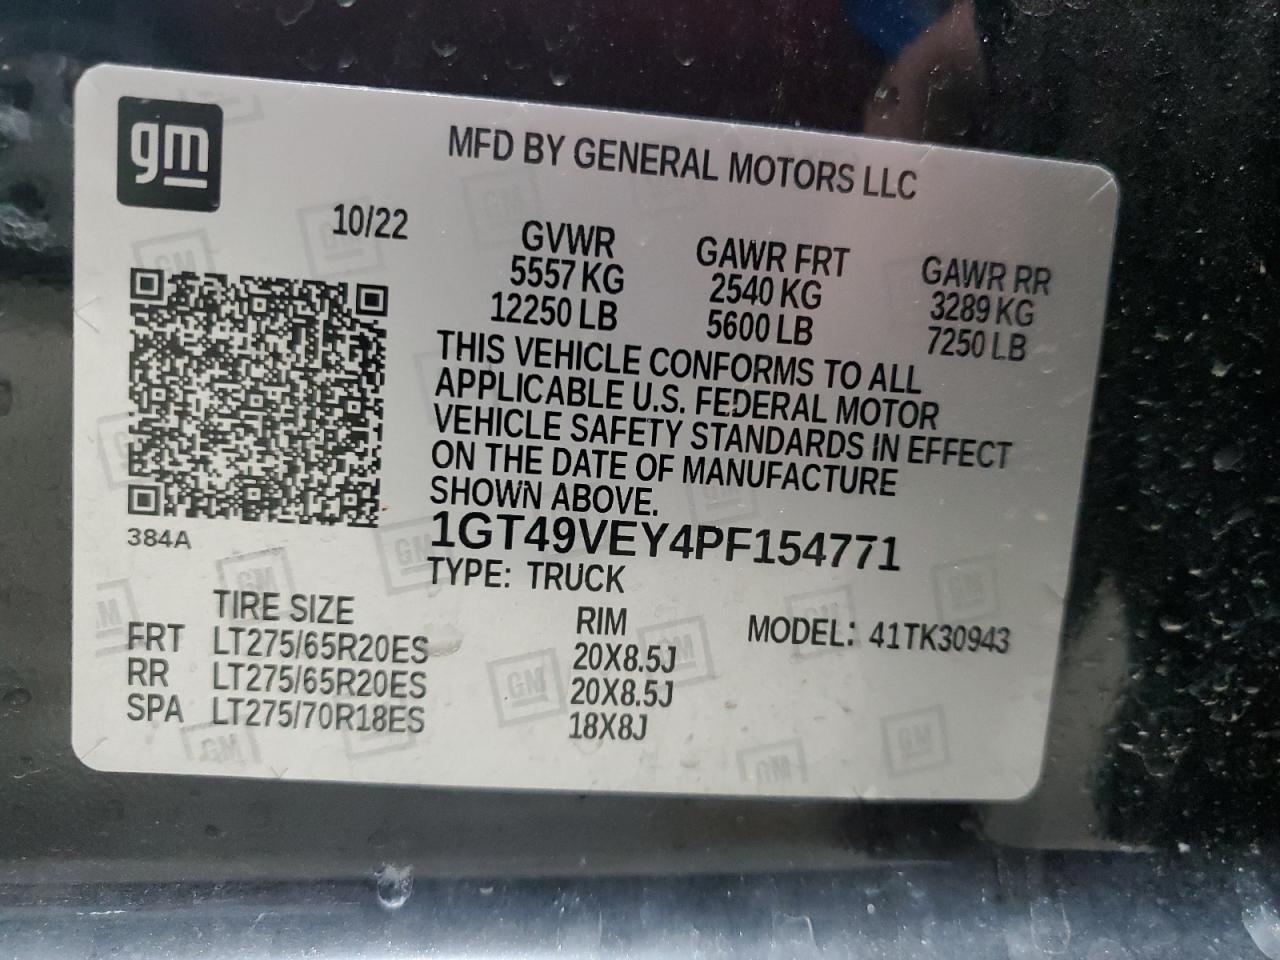 gm
MFD BY GENERAL MOTORS LLC
10/22
GVWR GAWR FRT GAWR RR
5557 KG 2540 KG 3289 KG
12250 LB 5600 LB 7250 LB
THIS VEHICLE CONFORMS TO ALL
APPLICABLE U.S. FEDERAL MOTOR
VEHICLE SAFETY STANDARDS IN EFFECT
ON THE DATE OF MANUFACTURE
SHOWN ABOVE.
384A
1GT49VEY4PF154771
TYPE: TRUCK
TIRE SIZE RIM MODEL: 41TK30943
FRT LT275/65R20ES 20X8.5J
RR LT275/65R20ES 20X8.5J
SPA LT275/70R18ES 18X8J